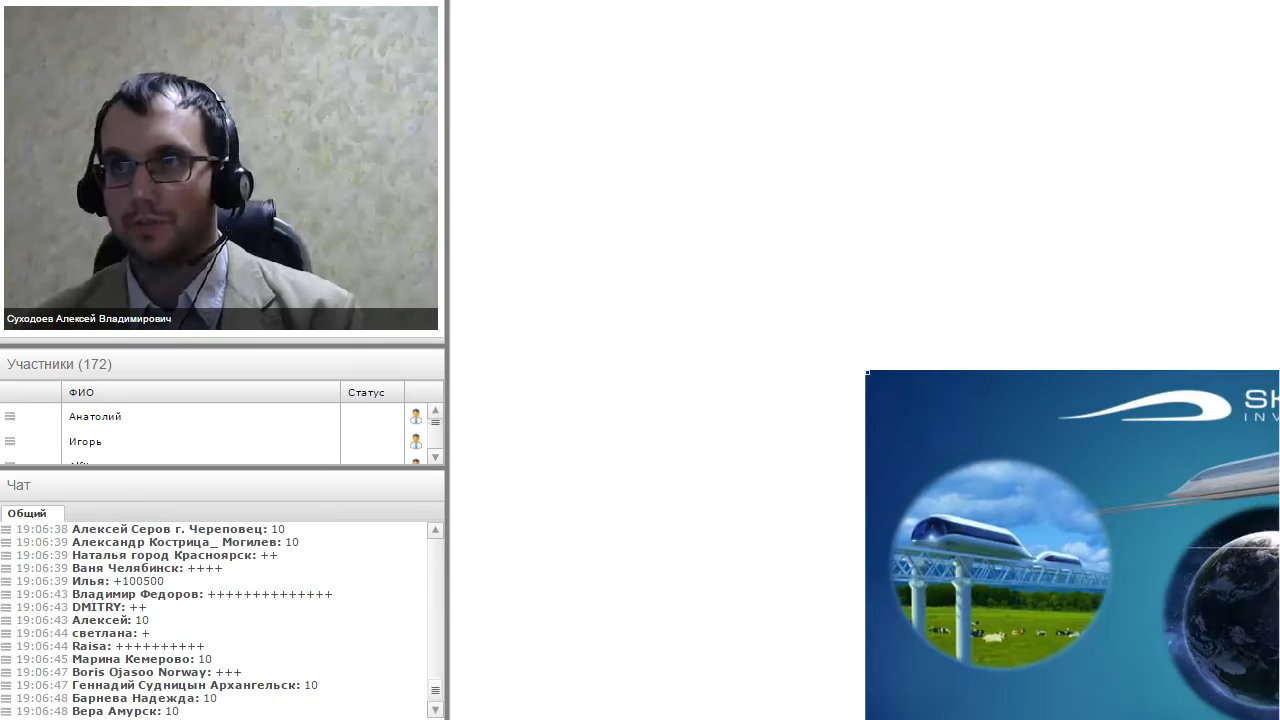 Суходоев Алексей Владимирович
Участники (172)
ФИО Статус
Анатолий
Игорь
Чат
Общий
19:06:38 Алексей Серов г. Череповец: 10
19:06:39 Александр Кострица_ Могилев: 10
19:06:39 Наталья город Красноярск: ++
19:06:39 Ваня Челябинск: ++++
19:06:39 Илья: +100500
19:06:43 Владимир Федоров: ++++++++++++++
19:06:43 DMITRY: ++
19:06:43 Алексей: 10
19:06:44 светлана: +
19:06:44 Raisa: ++++++++++
19:06:45 Марина Кемерово: 10
19:06:47 Boris Ojasoo Norway: +++
19:06:47 Геннадий Судницын Архангельск: 10
19:06:48 Барнева Надежда: 10
19:06:48 Вера Амурск: 10